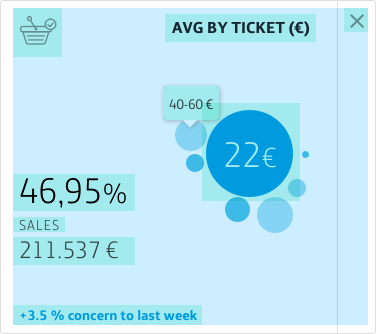 AVG BY TICKET (€)
40-60 €
22€
46,95%
SALES
211.537 €
+3.5 % concern to last week